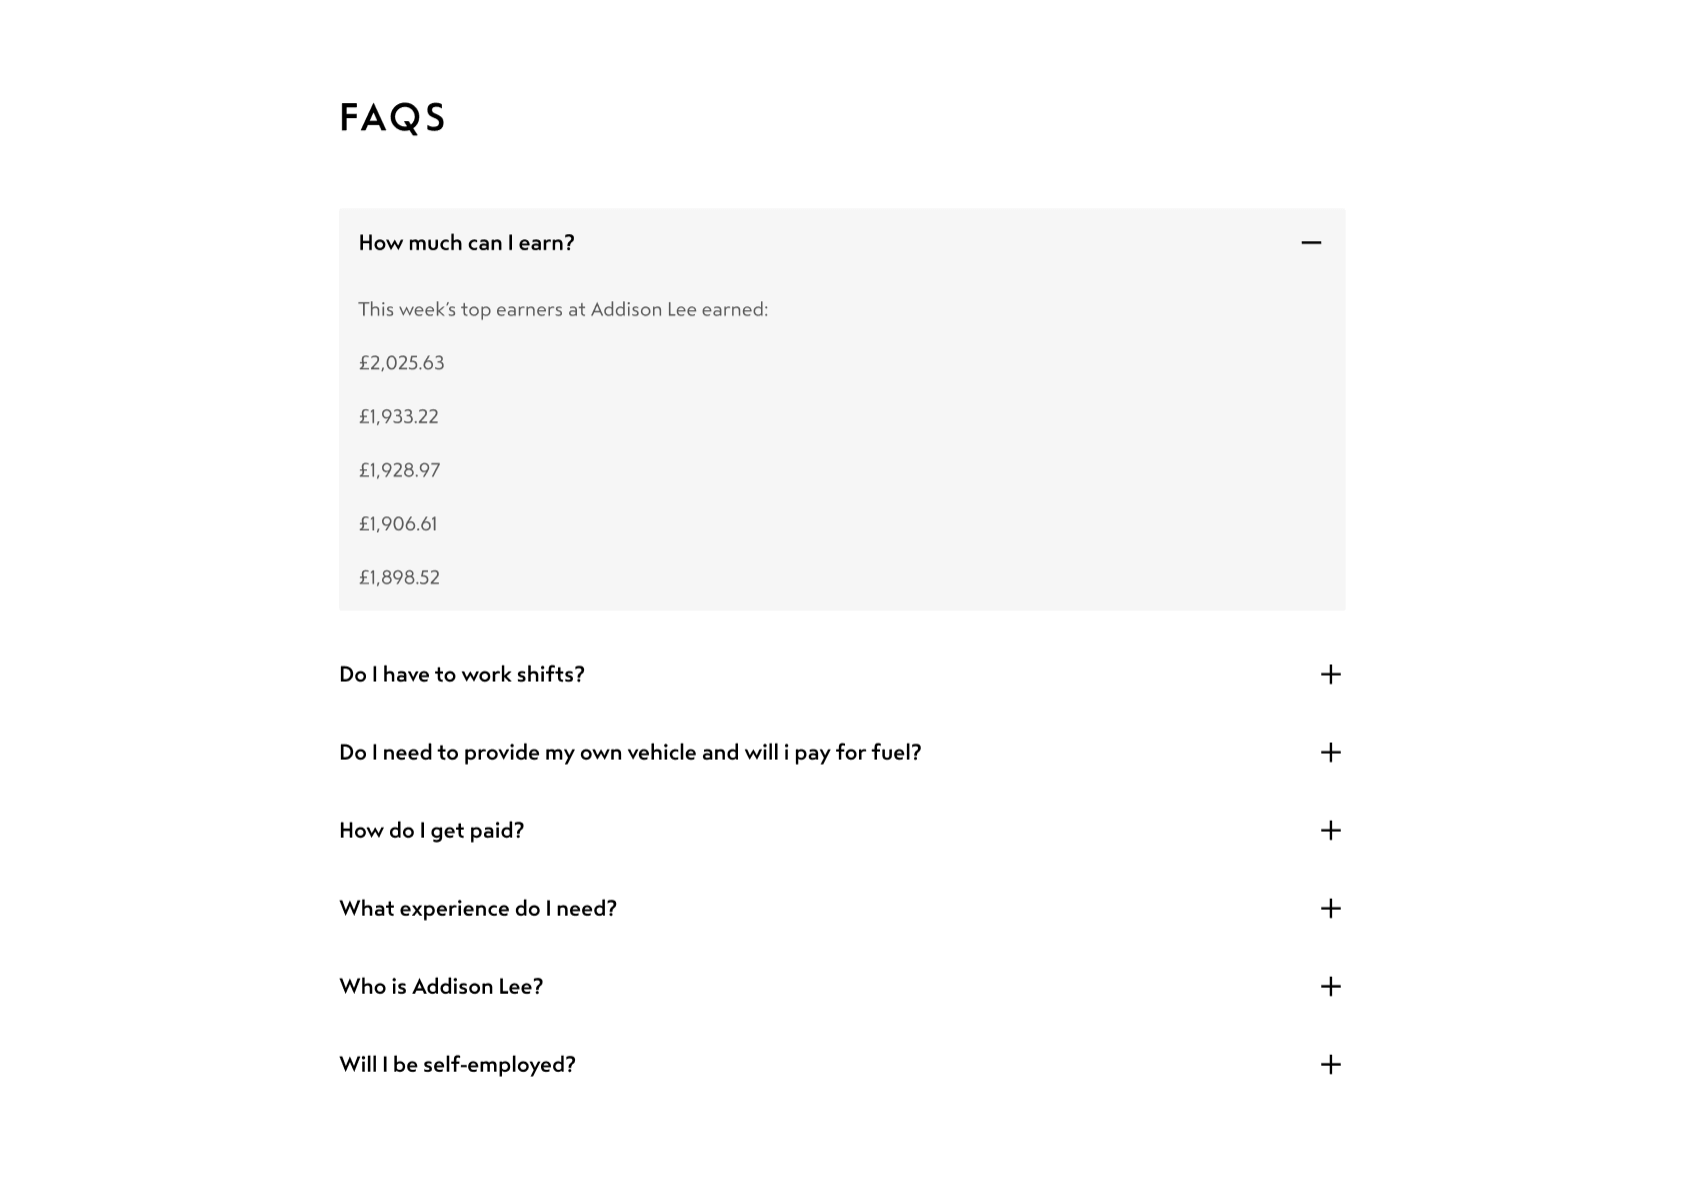 FAQS
How much can I earn?
This week's top earners at Addison Lee earned:
£2,025.63
£1,933.22
£1,928.97
£1,906.61
£1,898.52
Do I have to work shifts?
Do I need to provide my own vehicle and will i pay for fuel?
How do I get paid?
What experience do I need?
Who is Addison Lee?
Will I be self-employed?